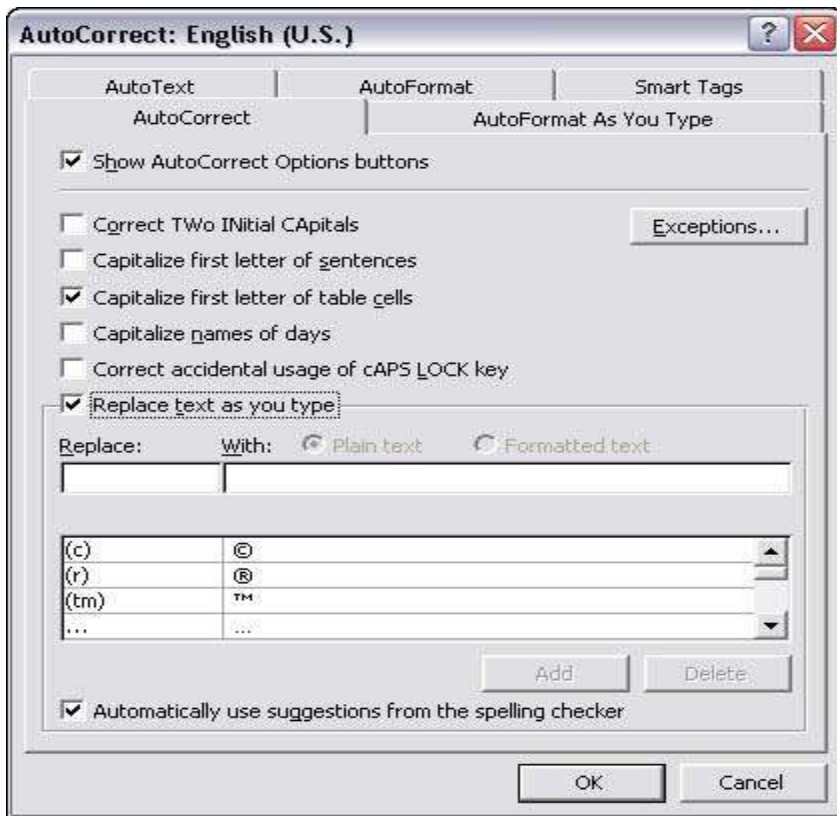 AutoCorrect: English (U.S.)
AutoText AutoFormat Smart Tags
AutoCorrect AutoFormat As You Type
Show AutoCorrect Options buttons
Correct TWo INitial CApitals Exceptions...
Capitalize first letter of sentences
Capitalize first letter of table cells
Capitalize names of days
Correct accidental usage of cAPS LOCK key
Replace text as you type
Replace: With: Plain text Formatted text
(c) ©
(r) ®
(tm) ™
... ...
Add Delete
Automatically use suggestions from the spelling checker
OK Cancel